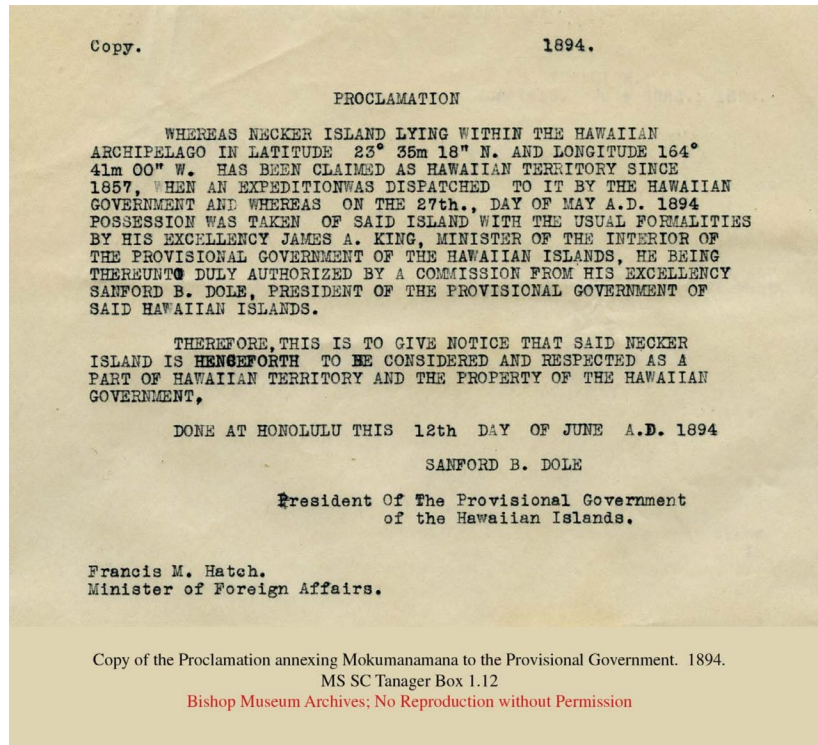 Copy. 1894.
PROCLAMATION
WHEREAS NECKER ISLAND LYING WITHIN THE HAWAIIAN
ARCHIPELAGO IN LATITUDE 23° 35m 18" N. AND LONGITUDE 164°
41m 00" W. HAS BEEN CLAIMED AS HAWAIIAN TERRITORY SINCE
1857, WHEN AN EXPEDITIONWAS DISPATCHED TO IT BY THE HAWAIIAN
GOVERNMENT AND WHEREAS ON THE 27th., DAY OF MAY A.D. 1894
POSSESSION WAS TAKEN OF SAID ISLAND WITH THE USUAL FORMALITIES
BY HIS EXCELLENCY JAMES A. KING, MINISTER OF THE INTERIOR OF
THE PROVISIONAL GOVERNMENT OF THE HAWAIIAN ISLANDS, HE BEING
THEREUNTO DULY AUTHORIZED BY A COMMISSION FROM HIS EXCELLENCY
SANFORD B. DOLE, PRESIDENT OF THE PROVISIONAL GOVERNMENT OF
SAID HAWAIIAN ISLANDS.
THEREFORE, THIS IS TO GIVE NOTICE THAT SAID NECKER
ISLAND IS HENCEFORTH TO BE CONSIDERED AND RESPECTED AS A
PART OF HAWAIIAN TERRITORY AND THE PROPERTY OF THE HAWAIIAN
GOVERNMENT,
DONE AT HONOLULU THIS 12th DAY OF JUNE A.D. 1894
SANFORD B. DOLE
President Of The Provisional Government
of the Hawaiian Islands.
Francis M. Hatch.
Minister of Foreign Affairs.
Copy of the Proclamation annexing Mokumanamana to the Provisional Government. 1894.
MS SC Tanager Box 1.12
Bishop Museum Archives; No Reproduction without Permission